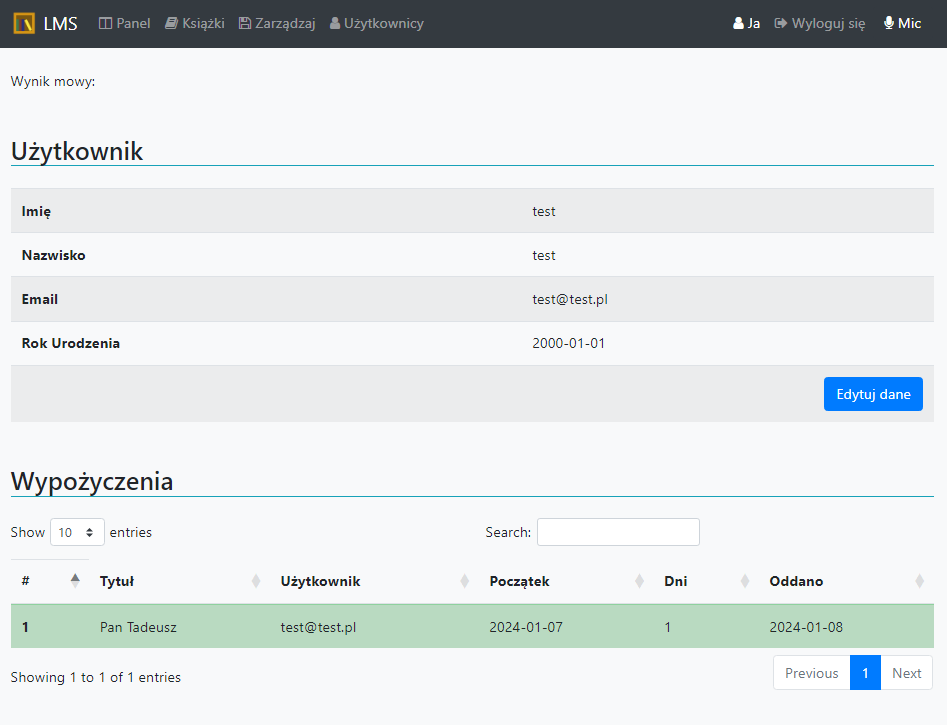 LMS Panel Książki Zarządzaj Użytkownicy Ja Wyloguj się Mic
Wynik mowy:
Użytkownik
Imię test
Nazwisko test
Email test@test.pl
Rok Urodzenia 2000-01-01
Edytuj dane
Wypożyczenia
Show 10 entries Search:
# Tytuł Użytkownik Początek Dni Oddano
1 Pan Tadeusz test@test.pl 2024-01-07 1 2024-01-08
Showing 1 to 1 of 1 entries Previous 1 Next